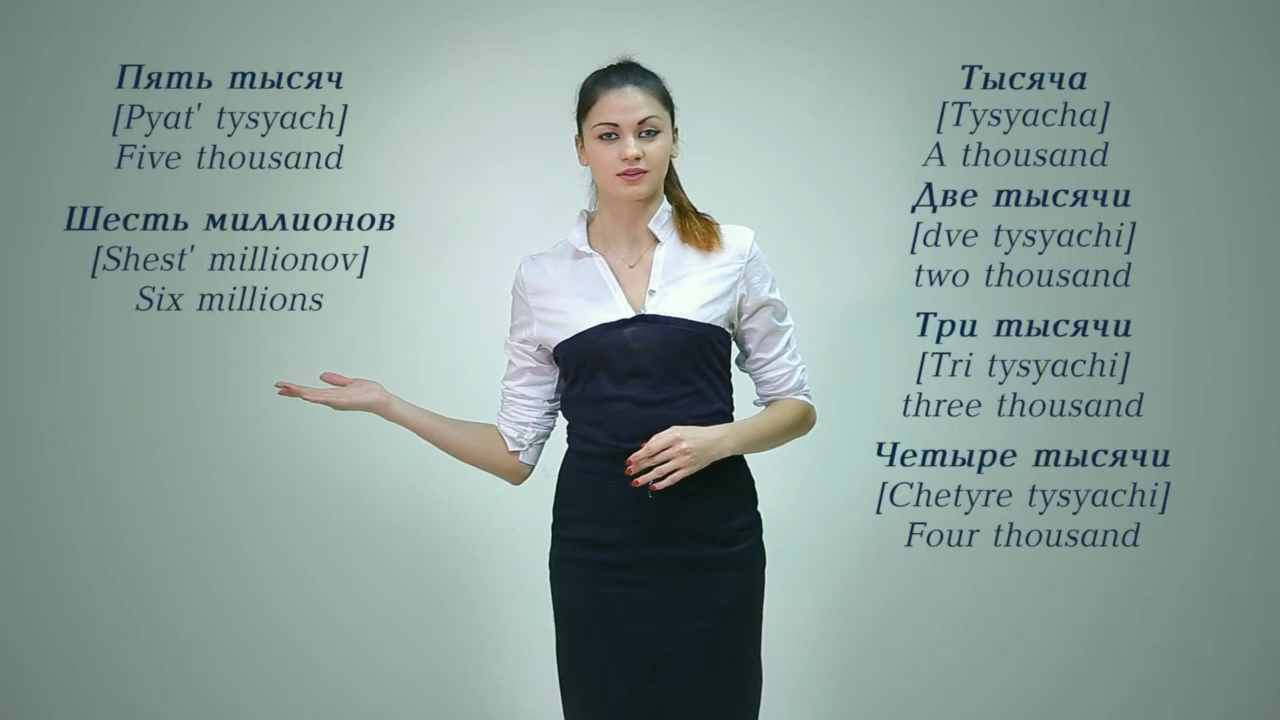 Пять тысяч
[Pyat' tysyach]
Five thousand
Шесть миллионов
[Shest' millionov]
Six millions
Тысяча
[Tysyacha]
A thousand
Две тысячи
[dve tysyachi]
two thousand
Три тысячи
[Tri tysyachi]
three thousand
Четыре тысячи
[Chetyre tysyachi]
Four thousand